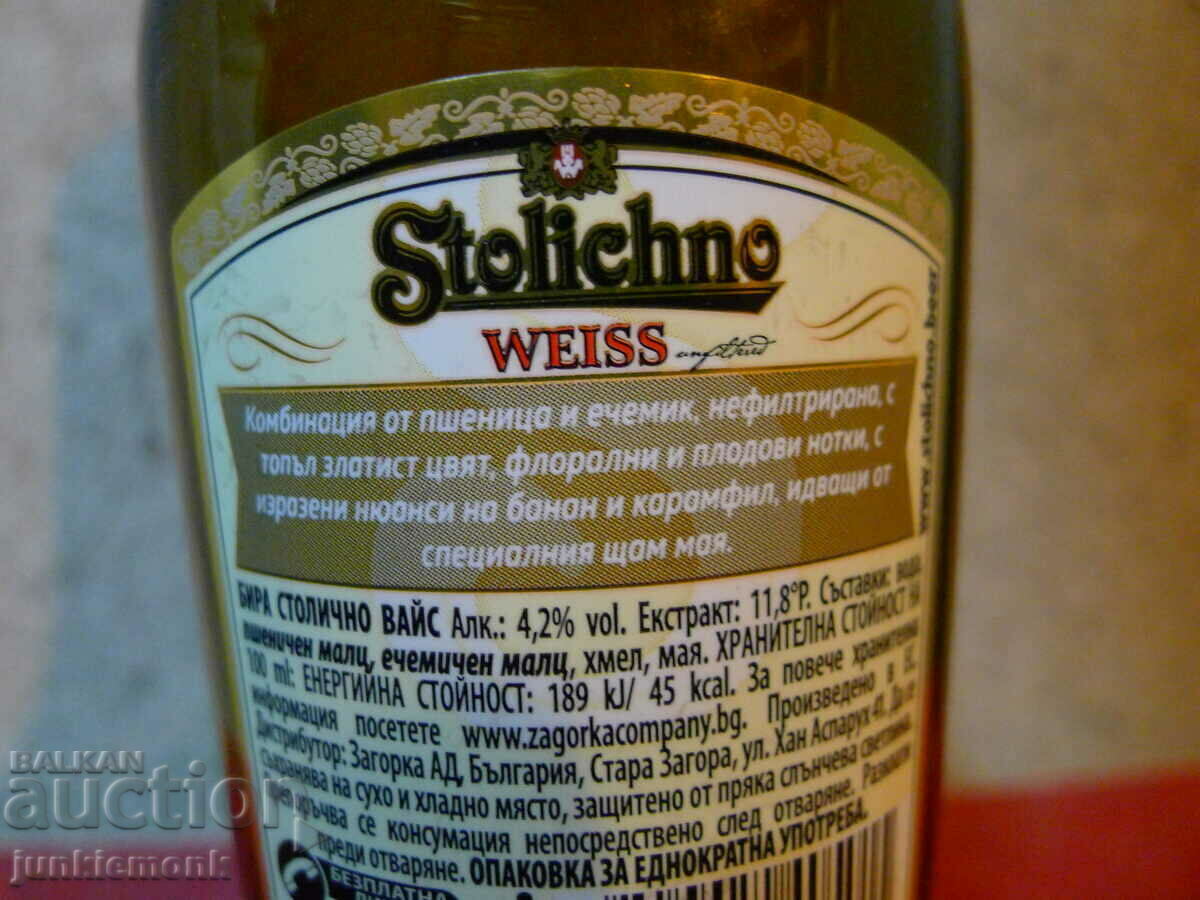 Stolichno
WEISS unfiltered
Комбинация от пшеница и ечемик, нефилтрирана, с
топъл златист цвят, флорални и плодови нотки, с
изразени нюанси на банан и карамфил, идващи от
специалния щам мая.
www.stolichno.beer
БИРА СТОЛИЧНО ВАЙС Алк.: 4,2% vol. Екстракт: 11,8°P. Съставки: вода
пшеничен малц, ечемичен малц, хмел, мая. ХРАНИТЕЛНА СТОЙНОСТ НА
100 ml: ЕНЕРГИЙНА СТОЙНОСТ: 189 kJ/ 45 kcal. За повече хранителна
информация посетете www.zagorkacompany.bg. Произведено в ЕС.
Дистрибутор: Загорка АД, България, Стара Загора, ул. Хан Аспарух 41. Да се
съхранява на сухо и хладно място, защитено от пряка слънчева светлина.
Препоръчва се консумация непосредствено след отваряне. Разклати
преди отваряне. ОПАКОВКА ЗА ЕДНОКРАТНА УПОТРЕБА.
БЕЗПЛАТНА
BALKAN
auction
junkiemonk